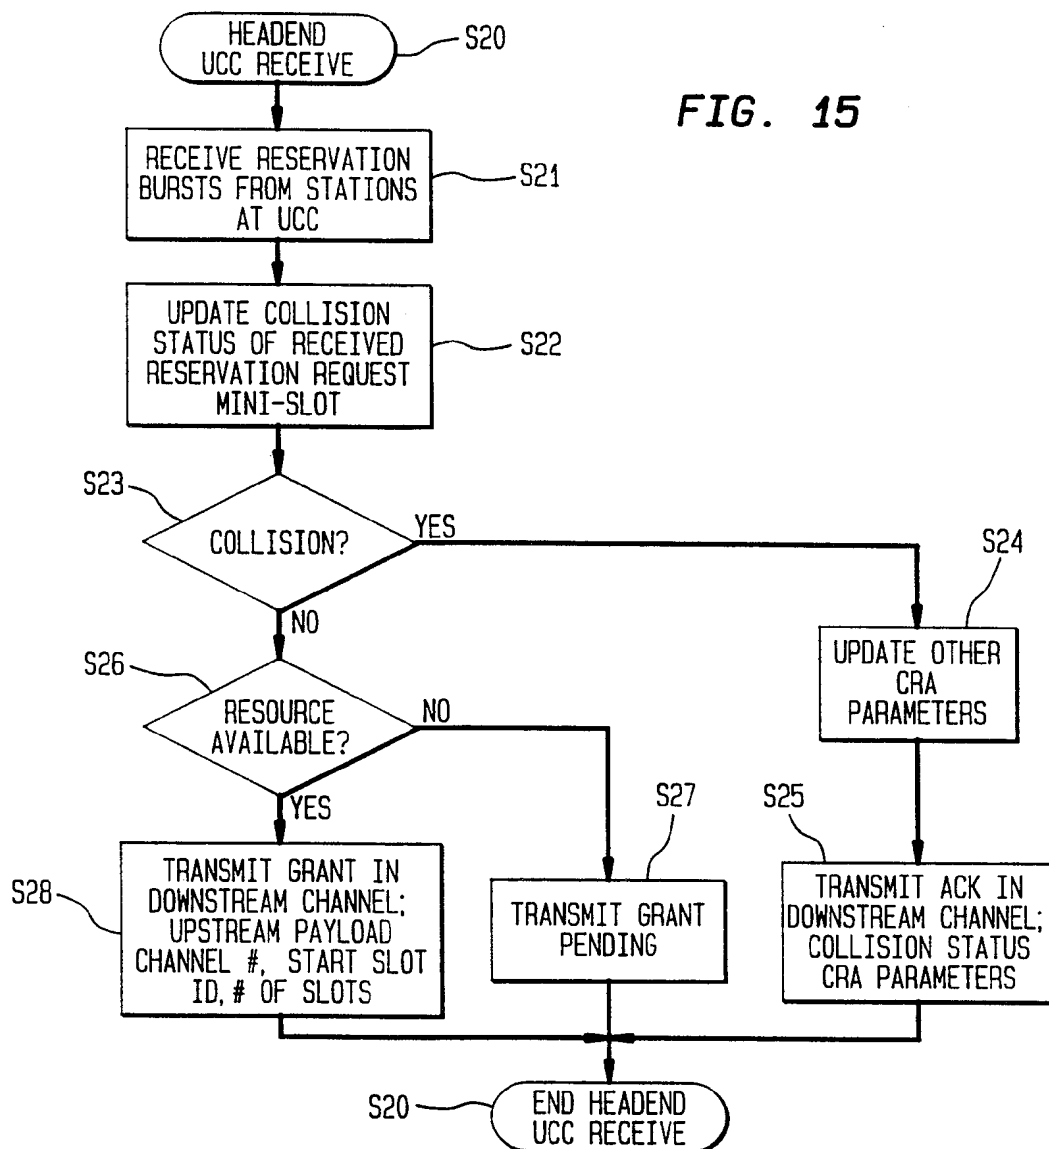 HEADEND
UCC RECEIVE
S20
FIG. 15
RECEIVE RESERVATION
BURSTS FROM STATIONS
AT UCC
S21
UPDATE COLLISION
STATUS OF RECEIVED
RESERVATION REQUEST
MINI-SLOT
S22
S23
COLLISION?
YES
NO
S24
UPDATE OTHER
CRA
PARAMETERS
S26
RESOURCE
AVAILABLE?
NO
YES
S27
S25
S28
TRANSMIT GRANT IN
DOWNSTREAM CHANNEL;
UPSTREAM PAYLOAD
CHANNEL #, START SLOT
ID, # OF SLOTS
TRANSMIT GRANT
PENDING
TRANSMIT ACK IN
DOWNSTREAM CHANNEL;
COLLISION STATUS
CRA PARAMETERS
S20
END HEADEND
UCC RECEIVE